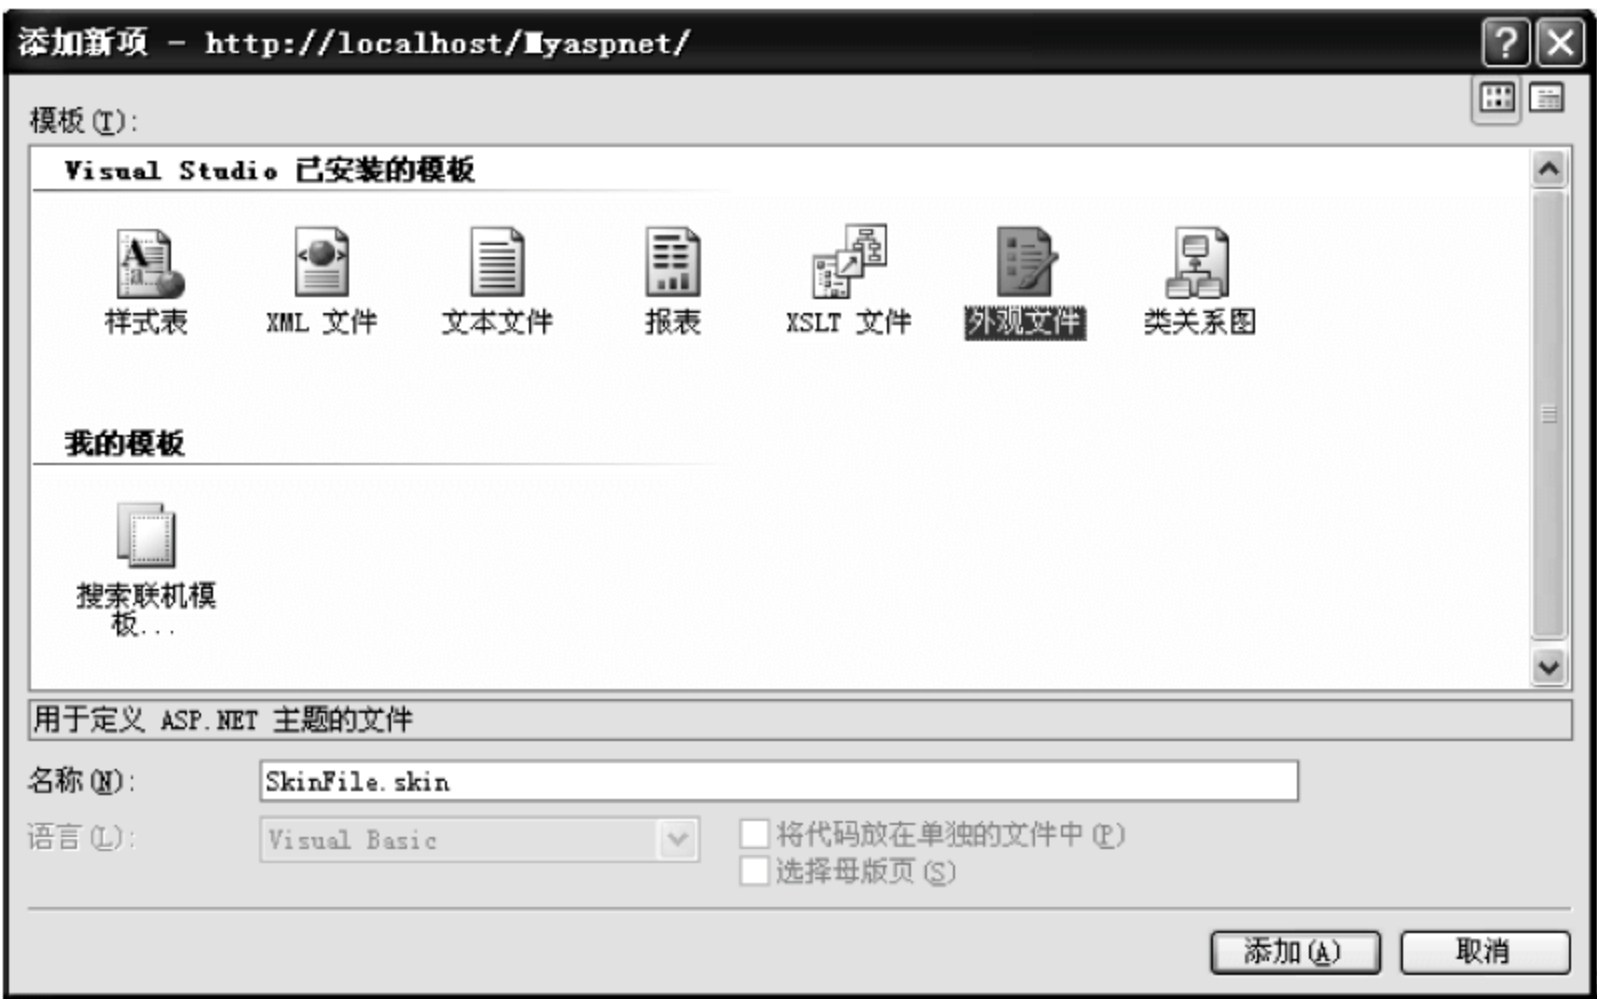 添加新项 - http://localhost/Myaspnet/
模板(T):
Visual Studio 已安装的模板
样式表 XML 文件 文本文件 报表 XSLT 文件 外观文件 类关系图
我的模板
搜索联机模
板...
用于定义 ASP.NET 主题的文件
名称(N): SkinFile.skin
语言(L): Visual Basic 将代码放在单独的文件中(P)
选择母版页(S)
添加(A) 取消